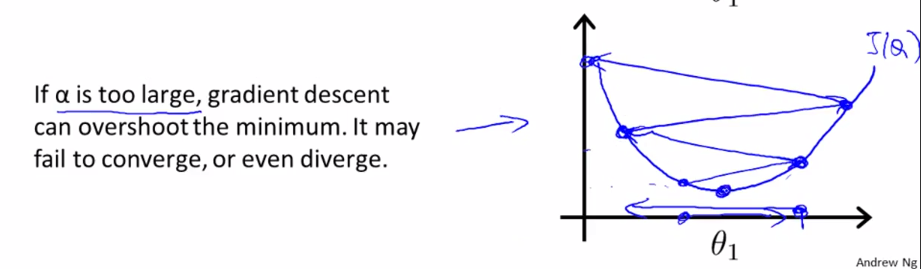 If α is too large, gradient descent
can overshoot the minimum. It may
fail to converge, or even diverge.
J(θ)
θ₁
Andrew Ng